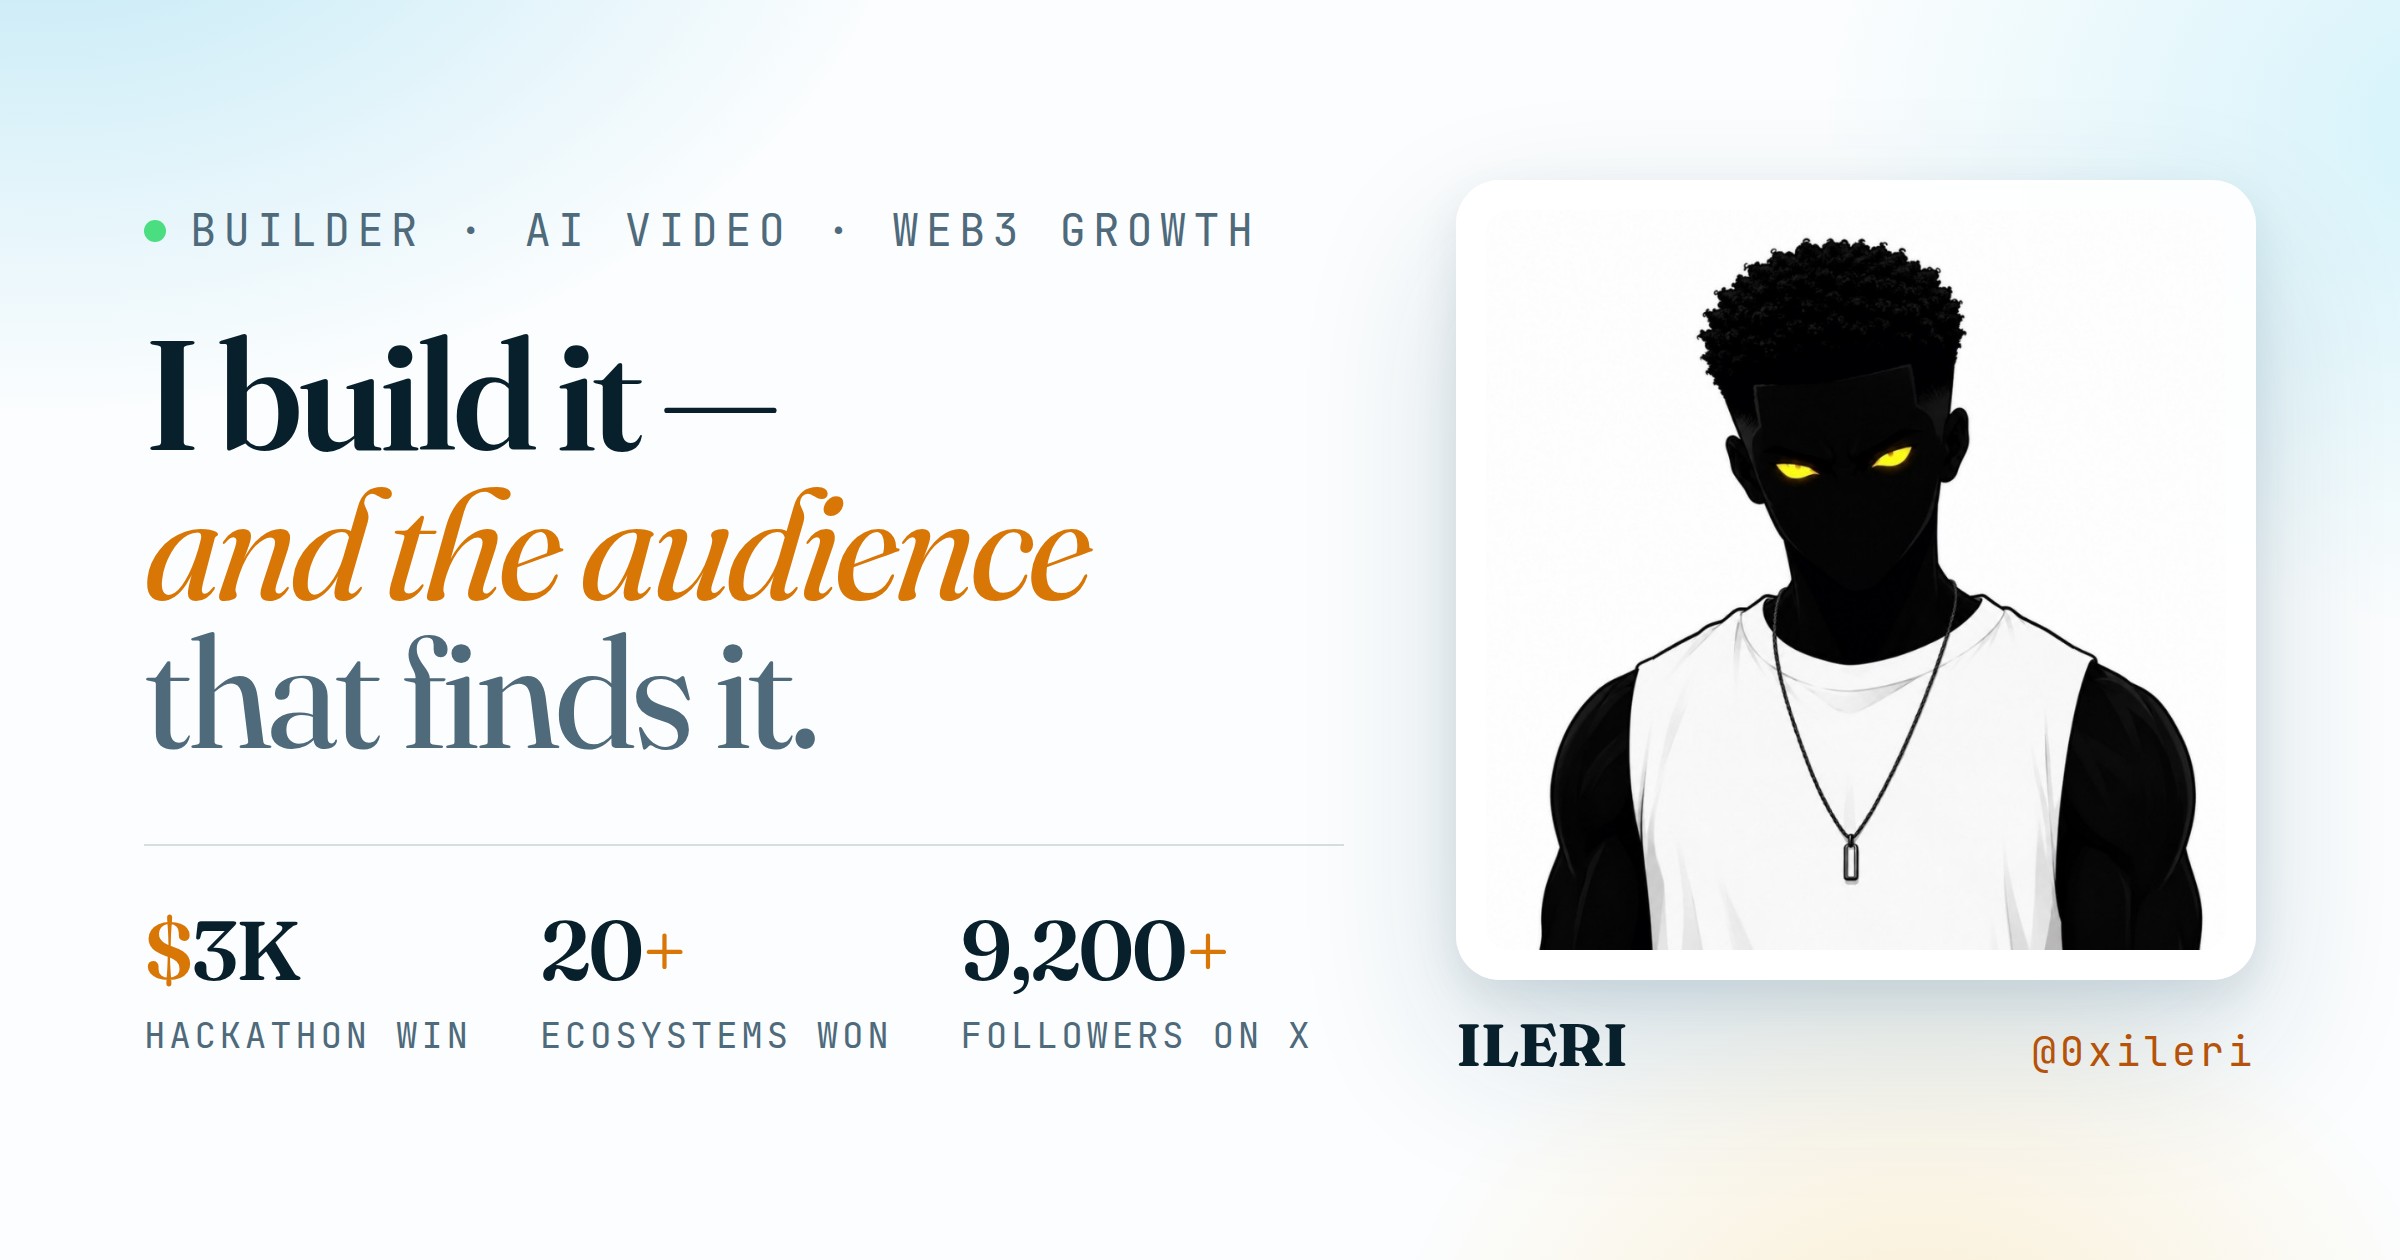 BUILDER · AI VIDEO · WEB3 GROWTH
I build it —
and the audience
that finds it.
$3K
HACKATHON WIN
20+
ECOSYSTEMS WON
9,200+
FOLLOWERS ON X
ILERI
@0xileri